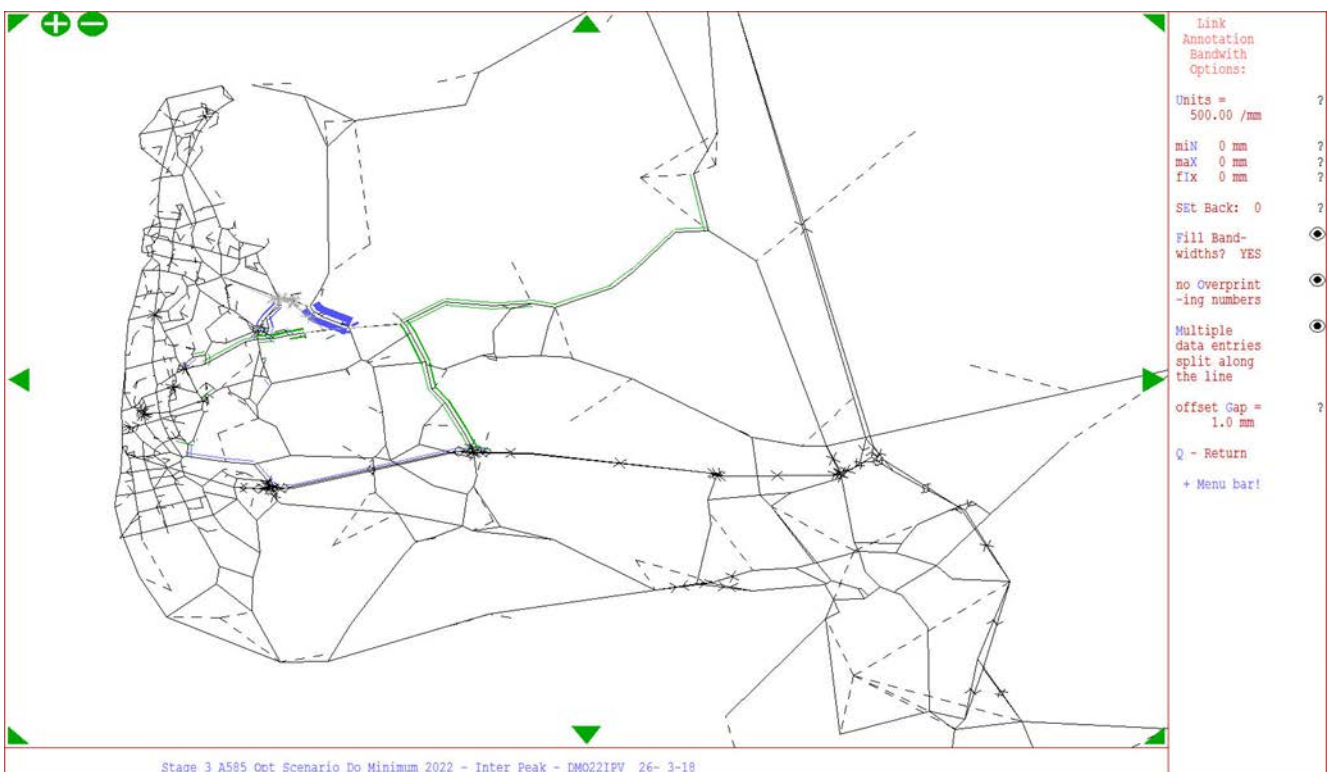 Link
Annotation
Bandwith
Options:
Units = ?
500.00 /mm
miN 0 mm ?
maX 0 mm ?
fIx 0 mm ?
SEt Back: 0 ?
Fill Band-
widths? YES
no Overprint
-ing numbers
Multiple
data entries
split along
the line
offset Gap = ?
1.0 mm
Q - Return
+ Menu bar!
Stage 3 A585 Opt Scenario Do Minimum 2022 - Inter Peak - DMO22IPV 26- 3-18